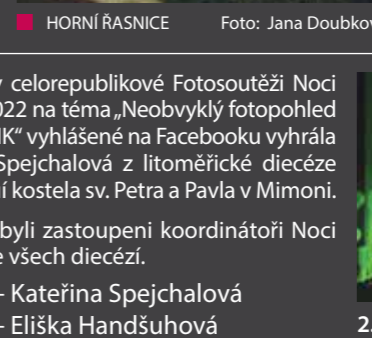 HORNÍ ŘASNICE Foto: Jana Doubkov
celorepublikové Fotosoutěži Noci
022 na téma „Neobvyklý fotopohled
IK“ vyhlášené na Facebooku vyhrála
Spejchalová z litoměřické diecéze
í kostela sv. Petra a Pavla v Mimoni.
byli zastoupeni koordinátoři Noci
e všech diecézí.
- Kateřina Spejchalová
- Eliška Handšuhová
2.